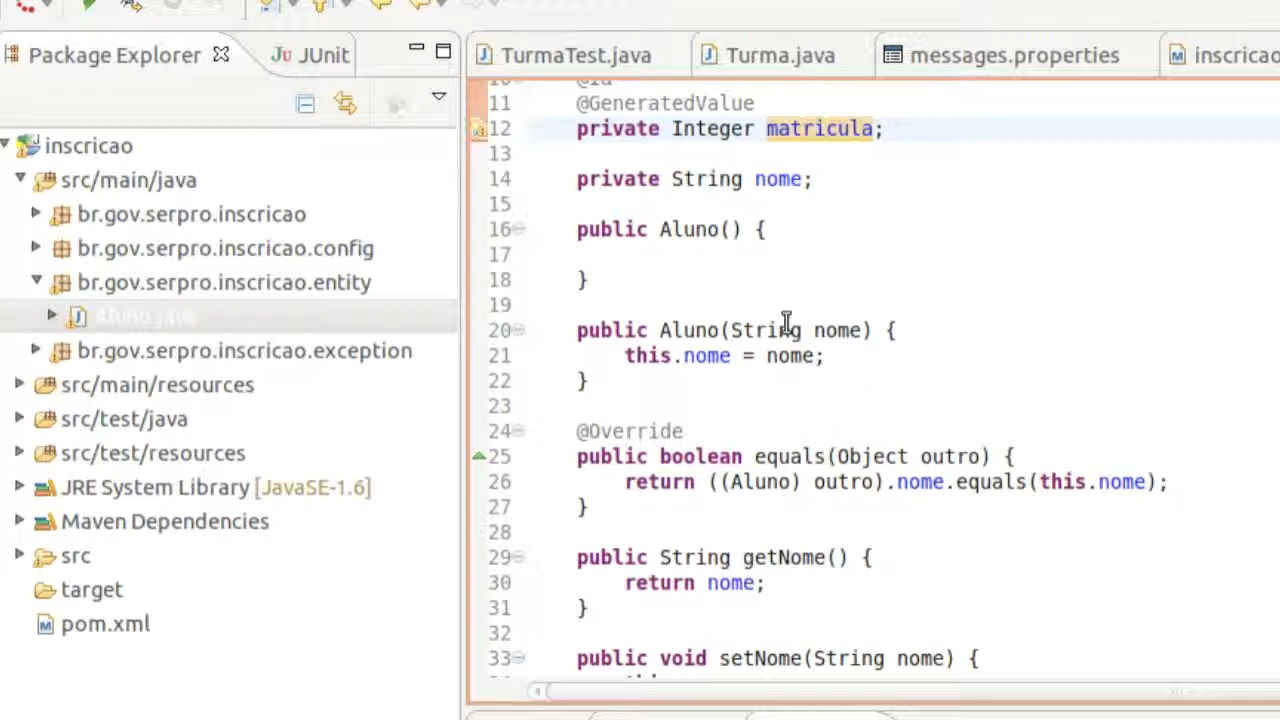 Package Explorer
JUnit
TurmaTest.java
Turma.java
messages.properties
inscricao
inscricao
src/main/java
br.gov.serpro.inscricao
br.gov.serpro.inscricao.config
br.gov.serpro.inscricao.entity
Aluno.java
br.gov.serpro.inscricao.exception
src/main/resources
src/test/java
src/test/resources
JRE System Library [JavaSE-1.6]
Maven Dependencies
src
target
pom.xml
11 @GeneratedValue
12 private Integer matricula;
13
14 private String nome;
15
16 public Aluno() {
17
18 }
19
20 public Aluno(String nome) {
21 this.nome = nome;
22 }
23
24 @Override
25 public boolean equals(Object outro) {
26 return ((Aluno) outro).nome.equals(this.nome);
27 }
28
29 public String getNome() {
30 return nome;
31 }
32
33 public void setNome(String nome) {